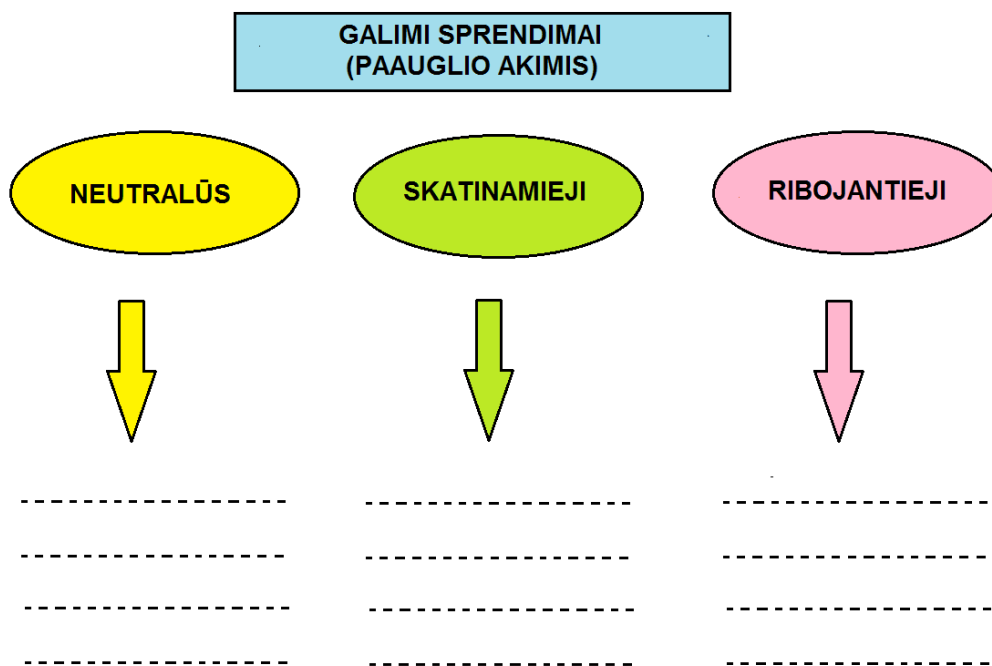 GALIMI SPRENDIMAI
(PAAUGLIO AKIMIS)
NEUTRALŪS
SKATINAMIEJI
RIBOJANTIEJI